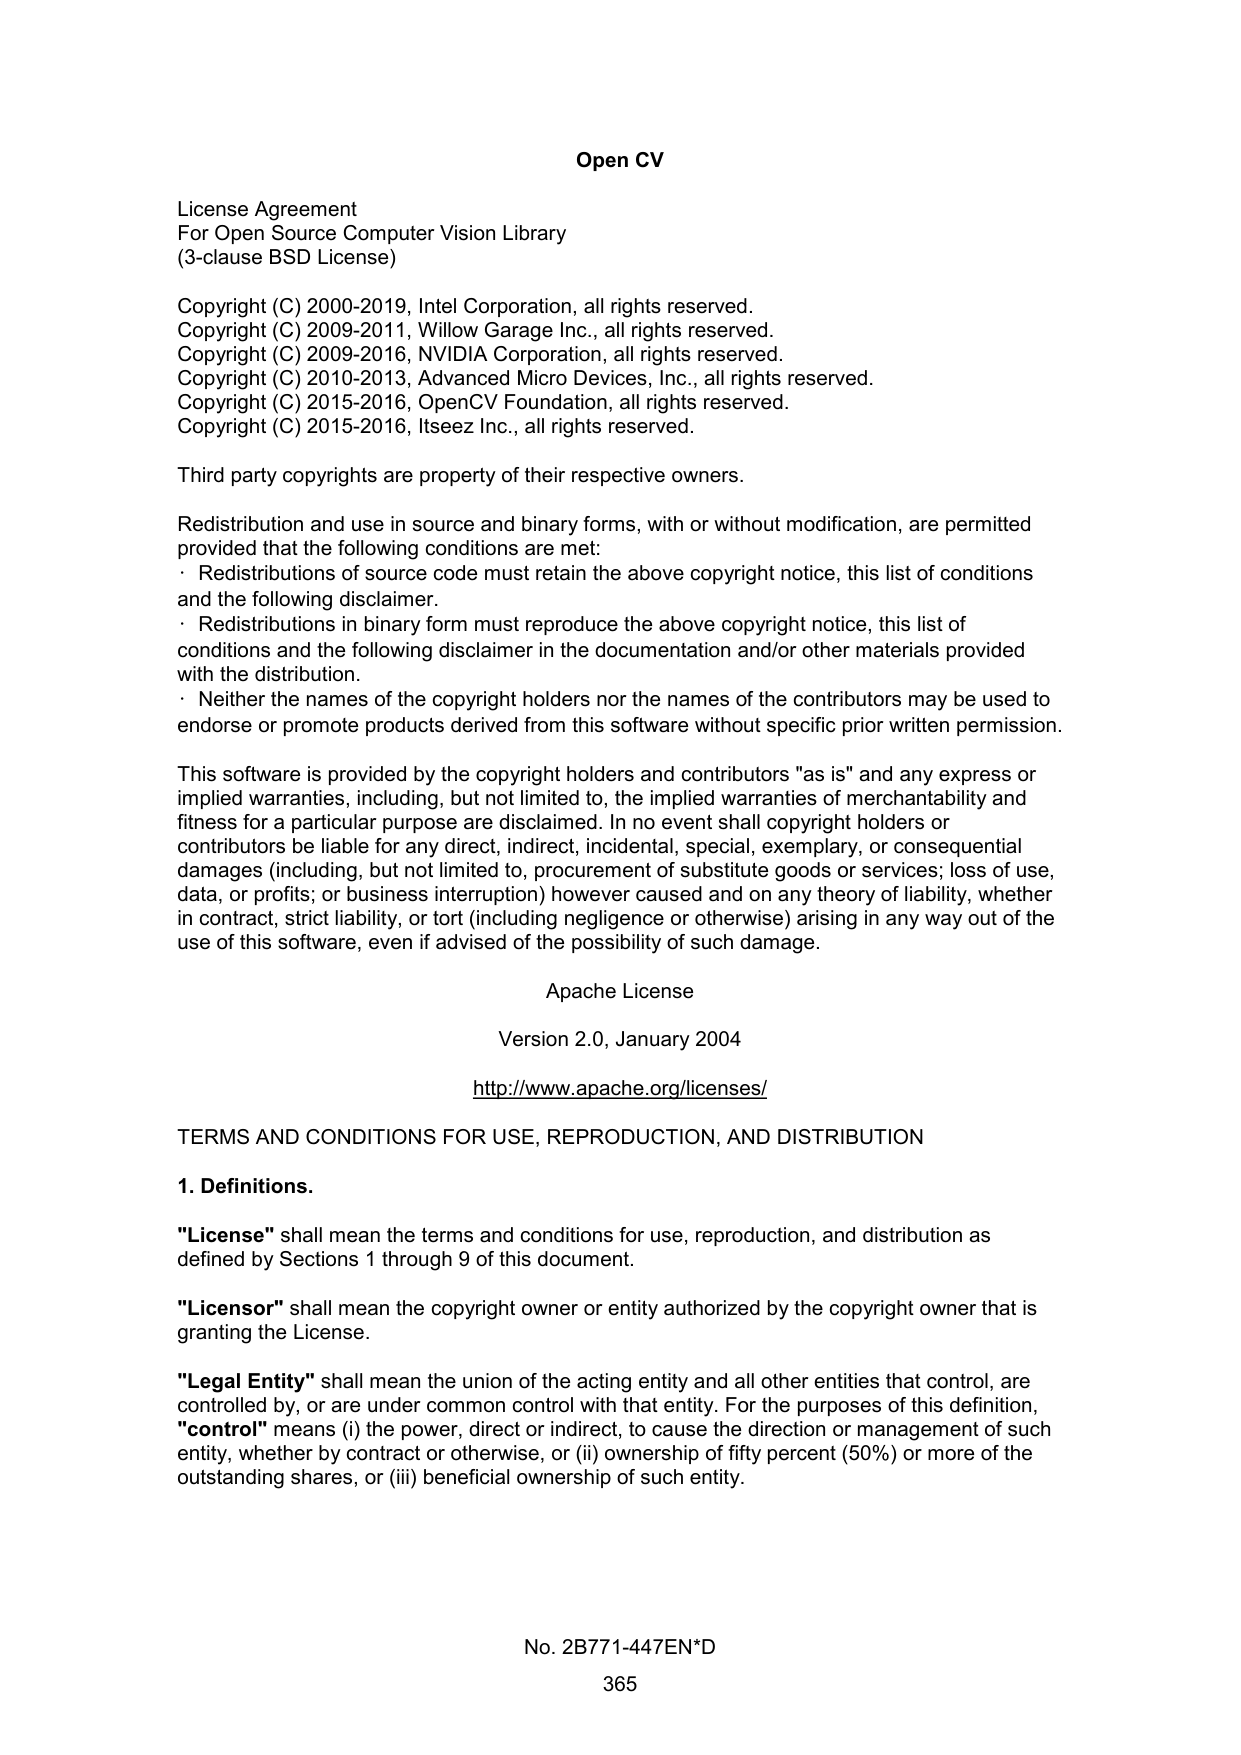 Open CV
License Agreement
For Open Source Computer Vision Library
(3-clause BSD License)
Copyright (C) 2000-2019, Intel Corporation, all rights reserved.
Copyright (C) 2009-2011, Willow Garage Inc., all rights reserved.
Copyright (C) 2009-2016, NVIDIA Corporation, all rights reserved.
Copyright (C) 2010-2013, Advanced Micro Devices, Inc., all rights reserved.
Copyright (C) 2015-2016, OpenCV Foundation, all rights reserved.
Copyright (C) 2015-2016, Itseez Inc., all rights reserved.
Third party copyrights are property of their respective owners.
Redistribution and use in source and binary forms, with or without modification, are permitted
provided that the following conditions are met:
· Redistributions of source code must retain the above copyright notice, this list of conditions
and the following disclaimer.
· Redistributions in binary form must reproduce the above copyright notice, this list of
conditions and the following disclaimer in the documentation and/or other materials provided
with the distribution.
· Neither the names of the copyright holders nor the names of the contributors may be used to
endorse or promote products derived from this software without specific prior written permission.
This software is provided by the copyright holders and contributors "as is" and any express or
implied warranties, including, but not limited to, the implied warranties of merchantability and
fitness for a particular purpose are disclaimed. In no event shall copyright holders or
contributors be liable for any direct, indirect, incidental, special, exemplary, or consequential
damages (including, but not limited to, procurement of substitute goods or services; loss of use,
data, or profits; or business interruption) however caused and on any theory of liability, whether
in contract, strict liability, or tort (including negligence or otherwise) arising in any way out of the
use of this software, even if advised of the possibility of such damage.
Apache License
Version 2.0, January 2004
http://www.apache.org/licenses/
TERMS AND CONDITIONS FOR USE, REPRODUCTION, AND DISTRIBUTION
1. Definitions.
"License" shall mean the terms and conditions for use, reproduction, and distribution as
defined by Sections 1 through 9 of this document.
"Licensor" shall mean the copyright owner or entity authorized by the copyright owner that is
granting the License.
"Legal Entity" shall mean the union of the acting entity and all other entities that control, are
controlled by, or are under common control with that entity. For the purposes of this definition,
"control" means (i) the power, direct or indirect, to cause the direction or management of such
entity, whether by contract or otherwise, or (ii) ownership of fifty percent (50%) or more of the
outstanding shares, or (iii) beneficial ownership of such entity.
No. 2B771-447EN*D
365